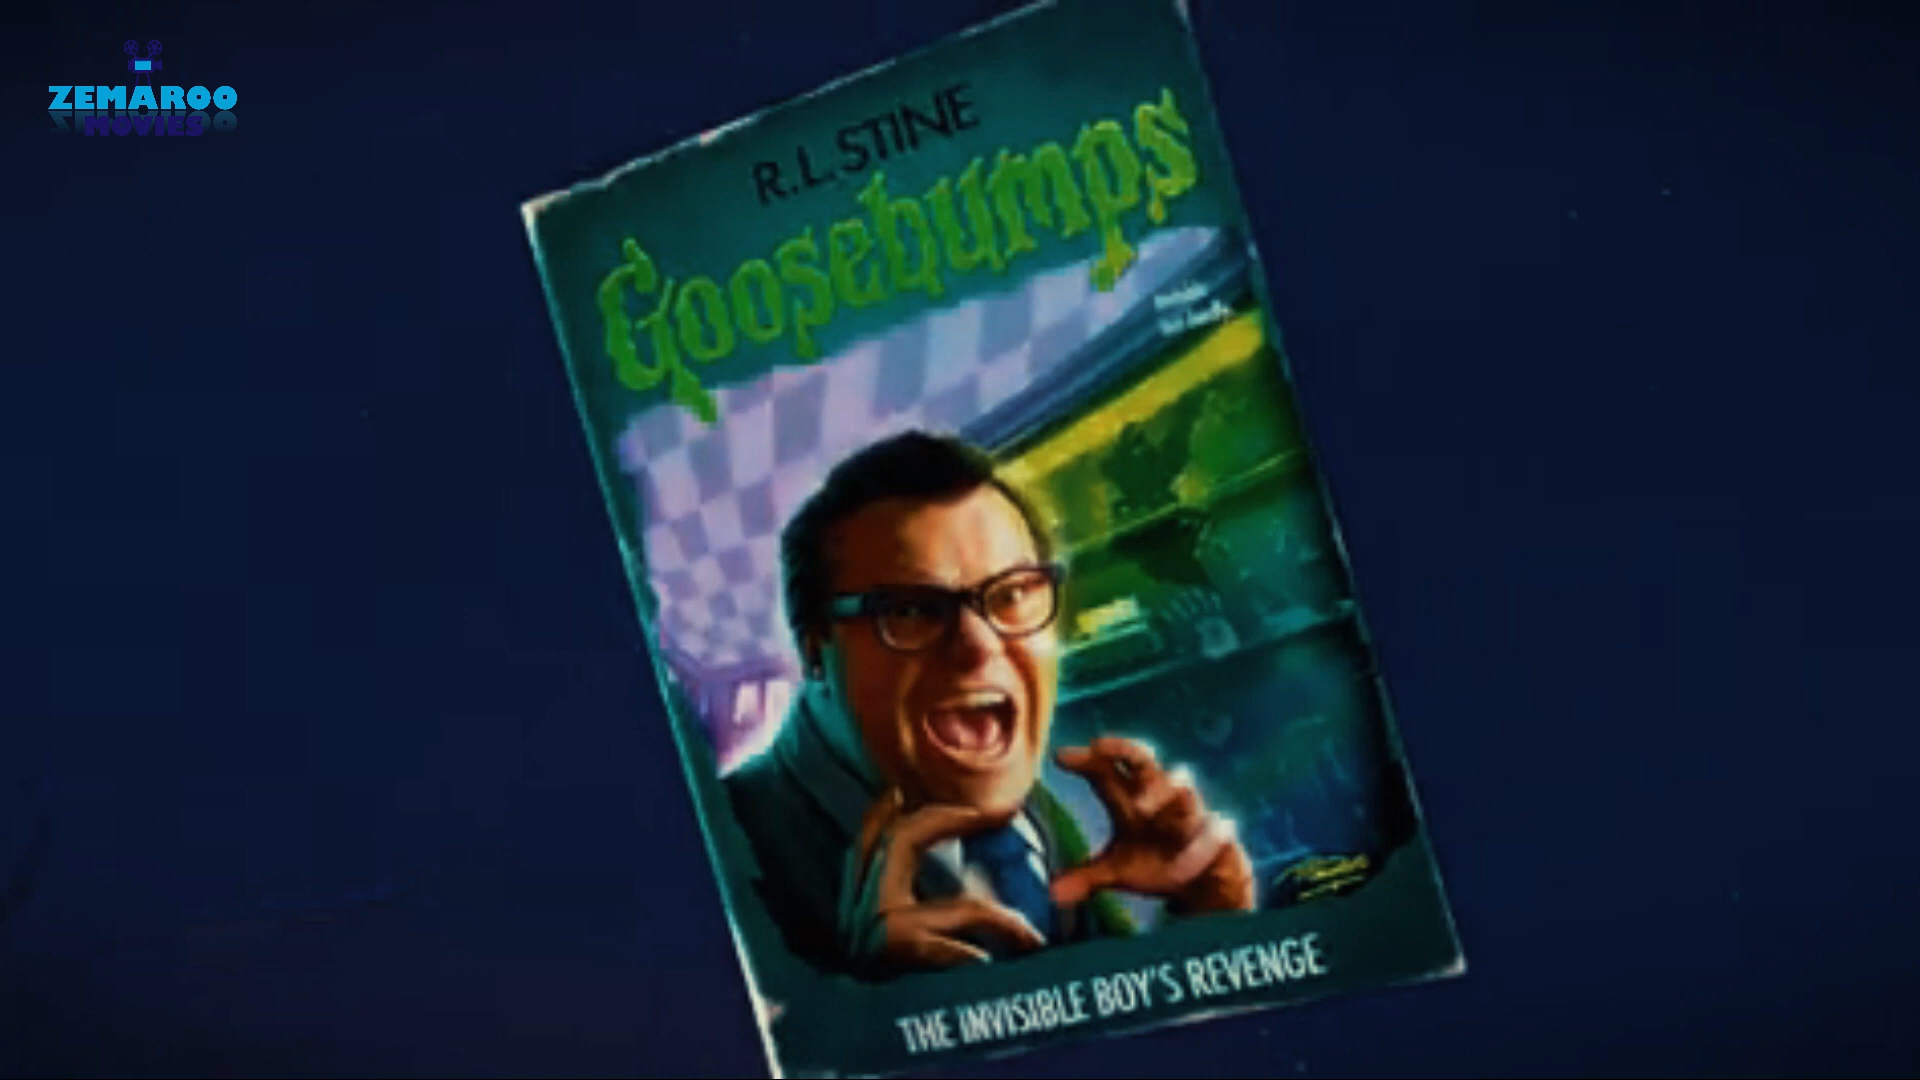 ZEMAROO
MOVIES
R.L.STINE
Goosebumps
THE INVISIBLE BOY'S REVENGE